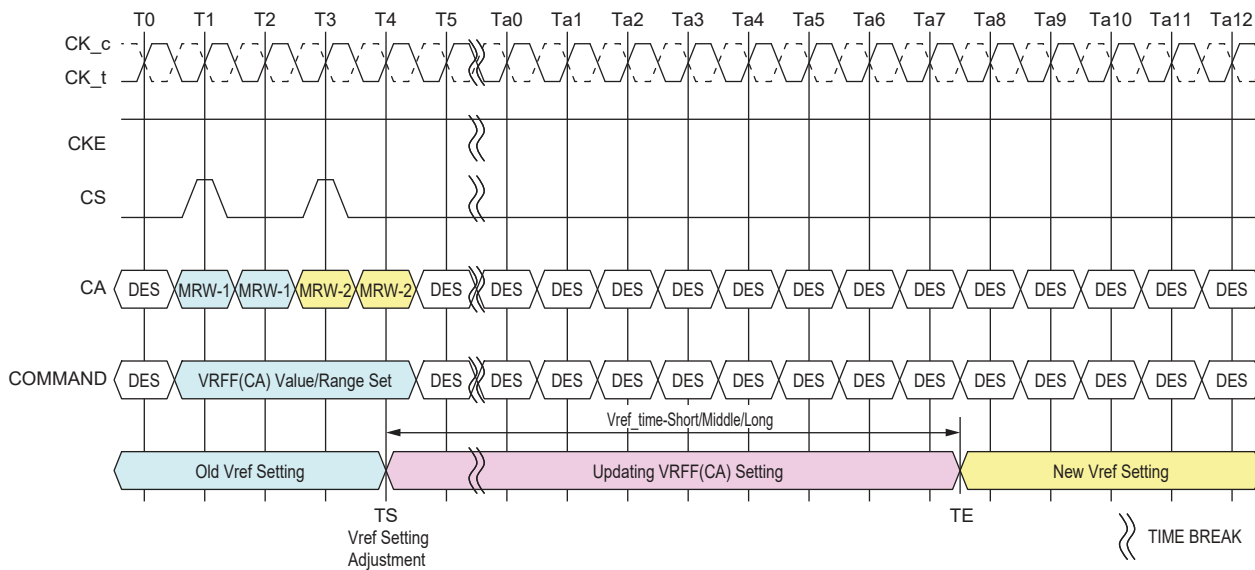 T0 T1 T2 T3 T4 T5 Ta0 Ta1 Ta2 Ta3 Ta4 Ta5 Ta6 Ta7 Ta8 Ta9 Ta10 Ta11 Ta12
CK_c
CK_t
CKE
CS
CA DES MRW-1 MRW-1 MRW-2 MRW-2 DES DES DES DES DES DES DES DES DES DES DES DES DES DES
COMMAND DES VRFF(CA) Value/Range Set DES DES DES DES DES DES DES DES DES DES DES DES DES DES
Vref_time-Short/Middle/Long
Old Vref Setting Updating VRFF(CA) Setting New Vref Setting
TS TE
Vref Setting
Adjustment
TIME BREAK